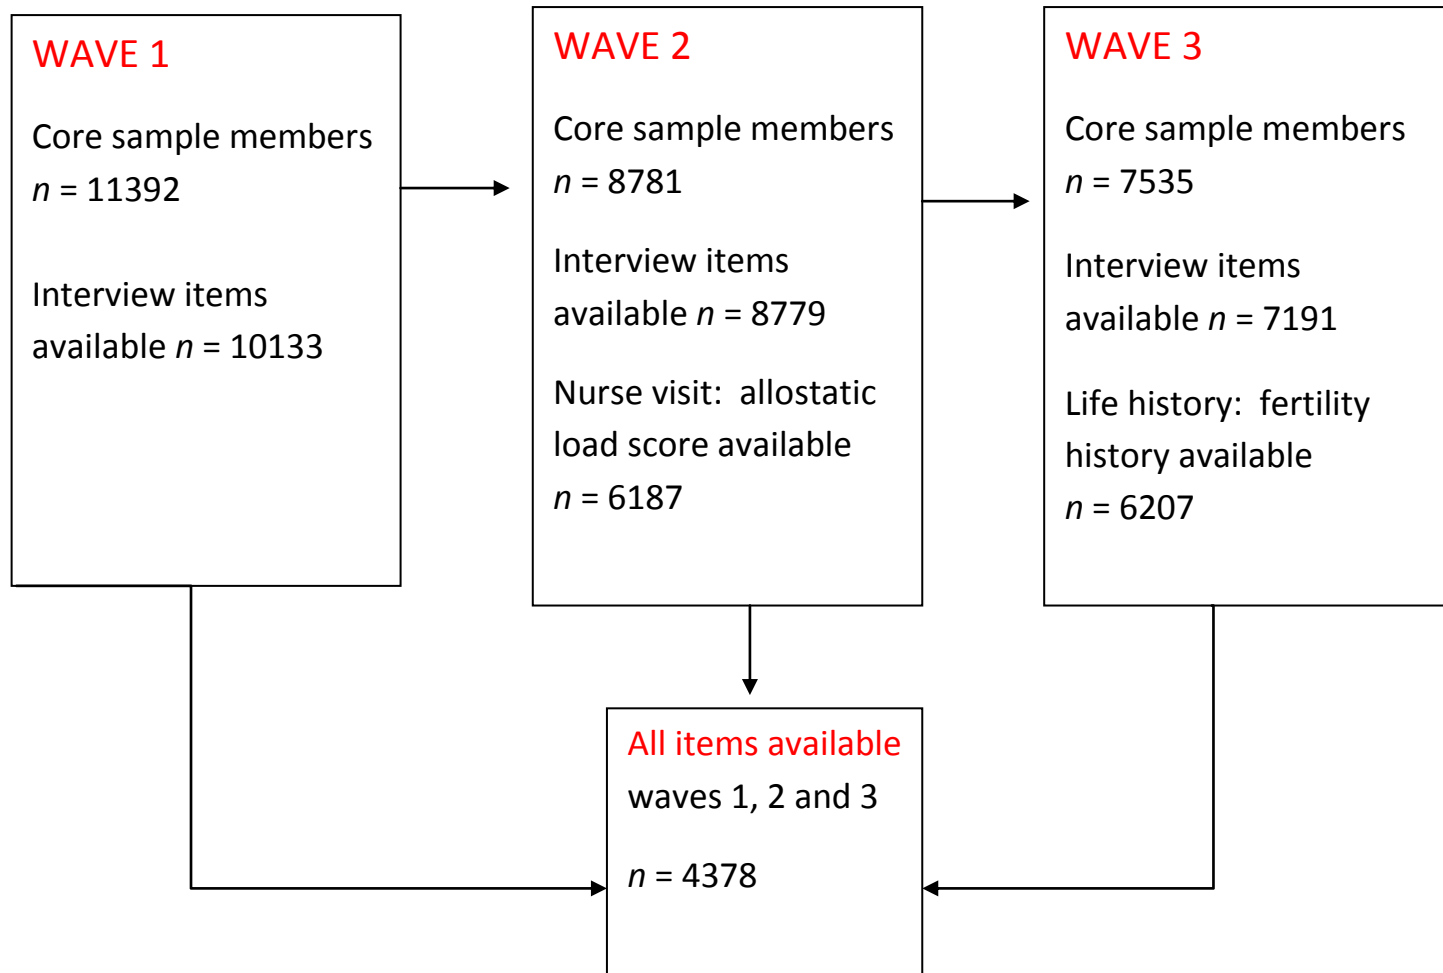 WAVE 1
Core sample members
n = 11392
Interview items
available n = 10133
WAVE 2
Core sample members
n = 8781
Interview items
available n = 8779
Nurse visit:  allostatic
load score available
n = 6187
WAVE 3
Core sample members
n = 7535
Interview items
available n = 7191
Life history:  fertility
history available
n = 6207
All items available
waves 1, 2 and 3
n = 4378